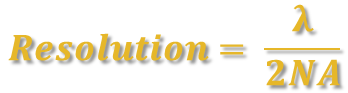 Resolution = λ / 2NA